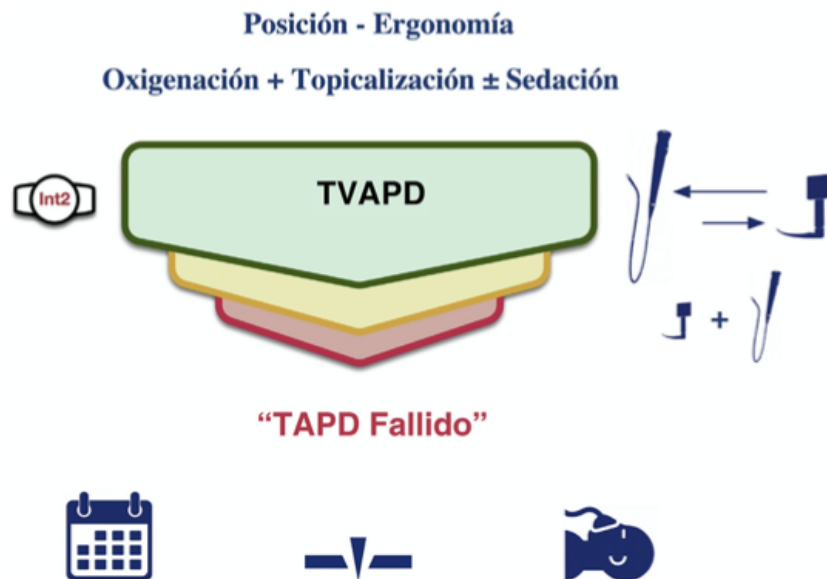 Posición - Ergonomía
Oxigenación + Topicalización ± Sedación
Int2
TVAPD
+
“TAPD Fallido”